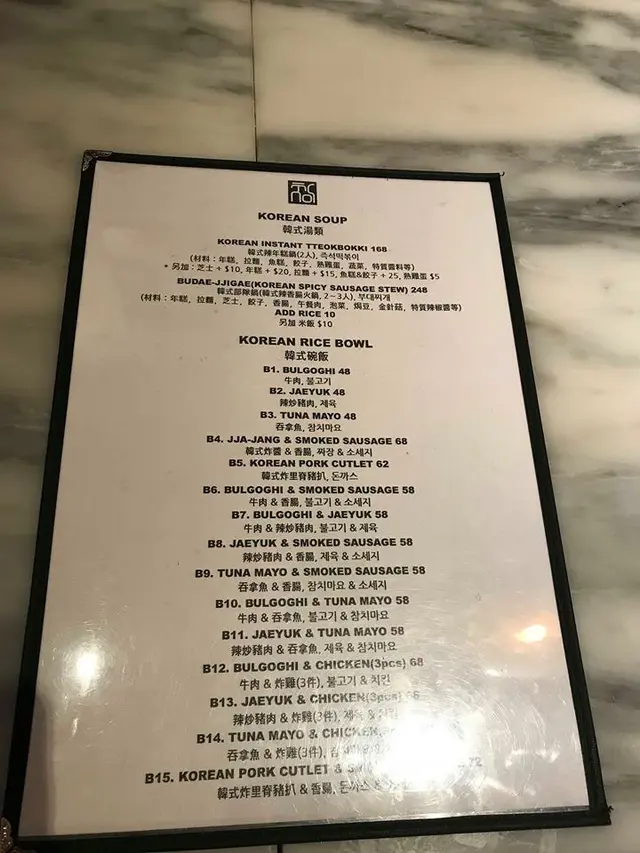 KOREAN SOUP
韓式湯類
KOREAN INSTANT TTEOKBOKKI 168
韓式辣年糕鍋(2人), 즉석떡볶이
(材料：年糕, 拉麵, 魚糕, 餃子, 熟雞蛋, 蔬菜, 特質醬料等)
* 另加：芝士 + $10, 年糕 + $20, 拉麵 + $15, 魚糕&餃子 + 25, 熟雞蛋 $5
BUDAE-JJIGAE(KOREAN SPICY SAUSAGE STEW) 248
韓式部隊鍋(韓式辣香腸火鍋, 2~3人), 부대찌개
(材料：年糕, 拉麵, 芝士, 餃子, 香腸, 午餐肉, 泡菜, 焗豆, 金針菇, 特質辣椒醬等)
ADD RICE 10
另加 米飯 $10
KOREAN RICE BOWL
韓式碗飯
B1. BULGOGHI 48
牛肉, 불고기
B2. JAEYUK 48
辣炒豬肉, 제육
B3. TUNA MAYO 48
吞拿魚, 참치마요
B4. JJA-JANG & SMOKED SAUSAGE 68
韓式炸醬 & 香腸, 짜장 & 소세지
B5. KOREAN PORK CUTLET 62
韓式炸里脊豬扒, 돈까스
B6. BULGOGHI & SMOKED SAUSAGE 58
牛肉 & 香腸, 불고기 & 소세지
B7. BULGOGHI & JAEYUK 58
牛肉 & 辣炒豬肉, 불고기 & 제육
B8. JAEYUK & SMOKED SAUSAGE 58
辣炒豬肉 & 香腸, 제육 & 소세지
B9. TUNA MAYO & SMOKED SAUSAGE 58
吞拿魚 & 香腸, 참치마요 & 소세지
B10. BULGOGHI & TUNA MAYO 58
牛肉 & 吞拿魚, 불고기 & 참치마요
B11. JAEYUK & TUNA MAYO 58
辣炒豬肉 & 吞拿魚, 제육 & 참치마요
B12. BULGOGHI & CHICKEN(3pcs) 68
牛肉 & 炸雞(3件), 불고기 & 치킨
B13. JAEYUK & CHICKEN(3pcs)
辣炒豬肉 & 炸雞(3件), 제육 &
B14. TUNA MAYO & CHICKEN
吞拿魚 & 炸雞(3件),
B15. KOREAN PORK CUTLET & 72
韓式炸里脊豬扒 & 香腸, 돈까스 &